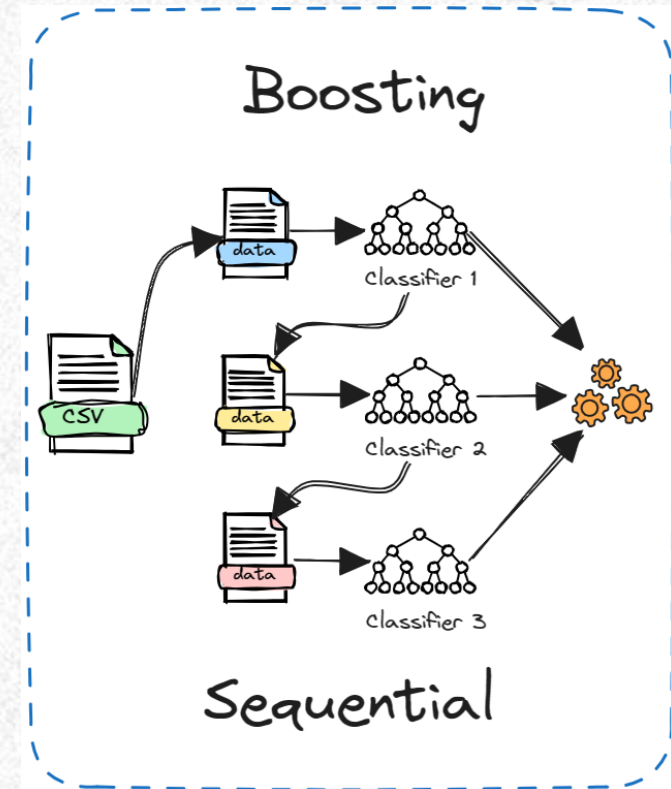 Boosting
data
Classifier 1
CSV
data
Classifier 2
data
Classifier 3
Sequential